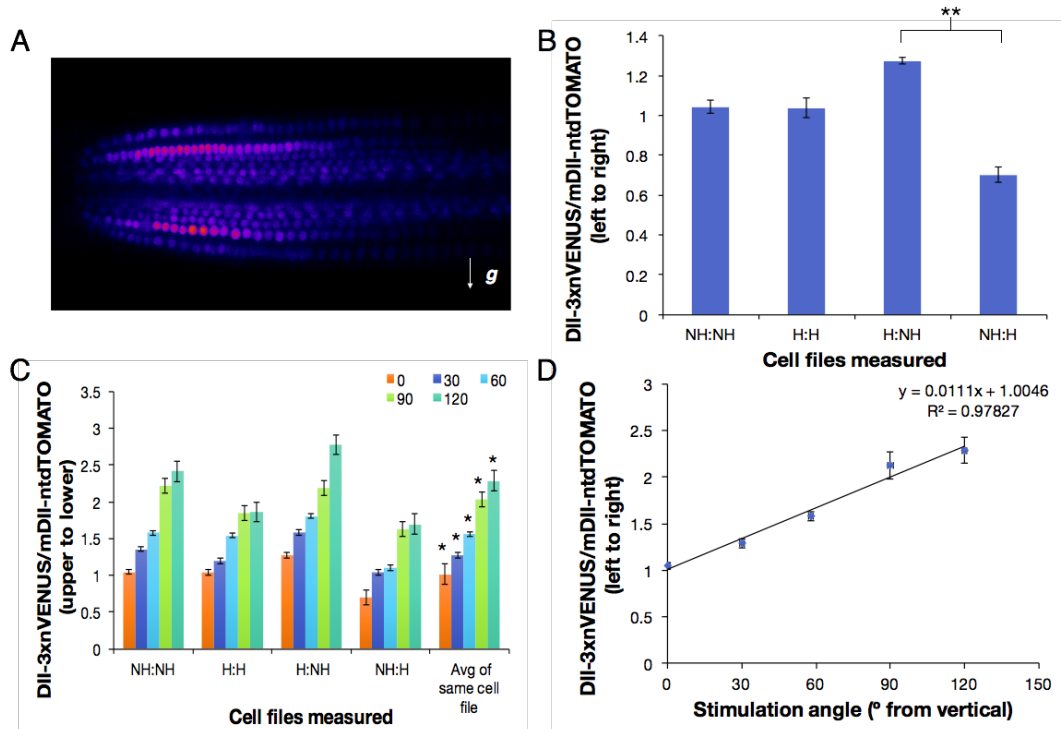 A
g
B
**
DII-3xnVENUS/mDII-ntdTOMATO
(left to right)
1.4
1.2
1
0.8
0.6
0.4
0.2
0
NH:NH H:H H:NH NH:H
Cell files measured
C
DII-3xnVENUS/mDII-ntdTOMATO
(upper to lower)
0 30 60
90 120
3.5
3
2.5
2
1.5
1
0.5
0
* * * * *
NH:NH H:H H:NH NH:H Avg of
same cell
file
Cell files measured
D
DII-3xnVENUS/mDII-ntdTOMATO
(left to right)
y = 0.0111x + 1.0046
R² = 0.97827
3
2.5
2
1.5
1
0.5
0
0 30 60 90 120 150
Stimulation angle (º from vertical)